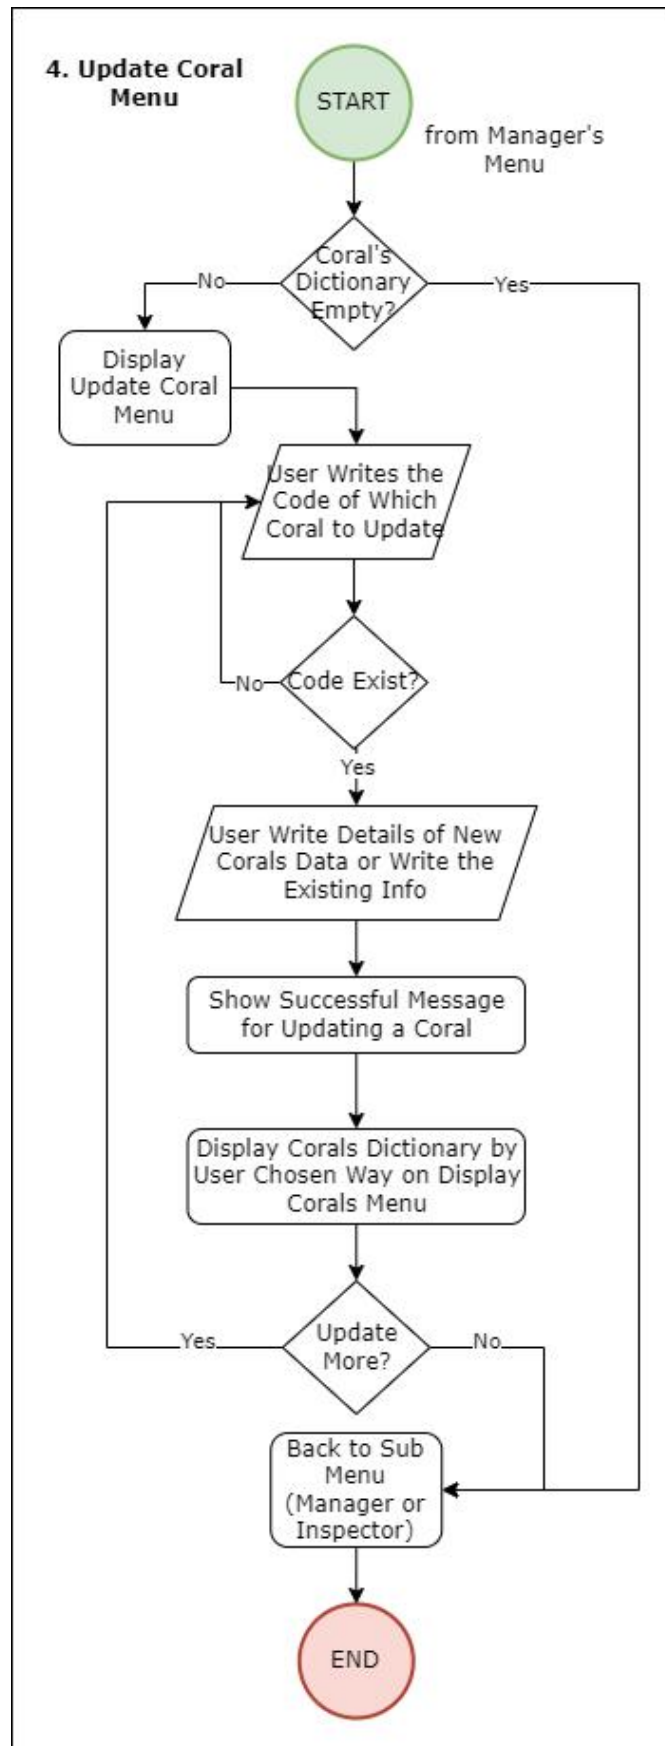 4. Update Coral
Menu
START
from Manager's
Menu
Coral's
Dictionary
Empty?
No
Yes
Display
Update Coral
Menu
User Writes the
Code of Which
Coral to Update
Code Exist?
No
Yes
User Write Details of New
Corals Data or Write the
Existing Info
Show Successful Message
for Updating a Coral
Display Corals Dictionary by
User Chosen Way on Display
Corals Menu
Update
More?
Yes
No
Back to Sub
Menu
(Manager or
Inspector)
END